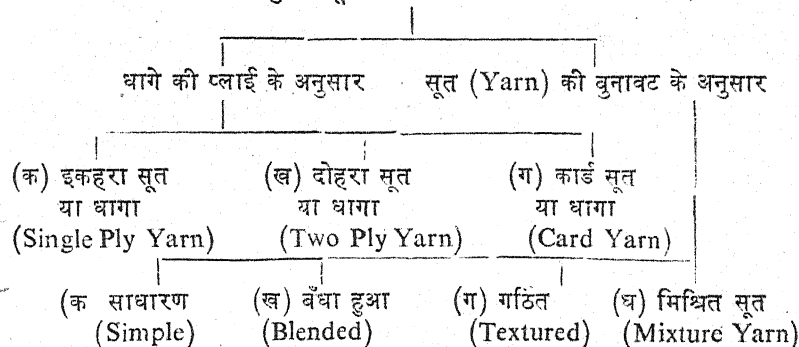 धागे की प्लाई के अनुसार सूत (Yarn) की बुनावट के अनुसार
(क) इकहरा सूत (ख) दोहरा सूत (ग) कार्ड सूत
या धागा या धागा या धागा
(Single Ply Yarn) (Two Ply Yarn) (Card Yarn)
(क साधारण (ख) बँधा हुआ (ग) गठित (घ) मिश्रित सूत
(Simple) (Blended) (Textured) (Mixture Yarn)